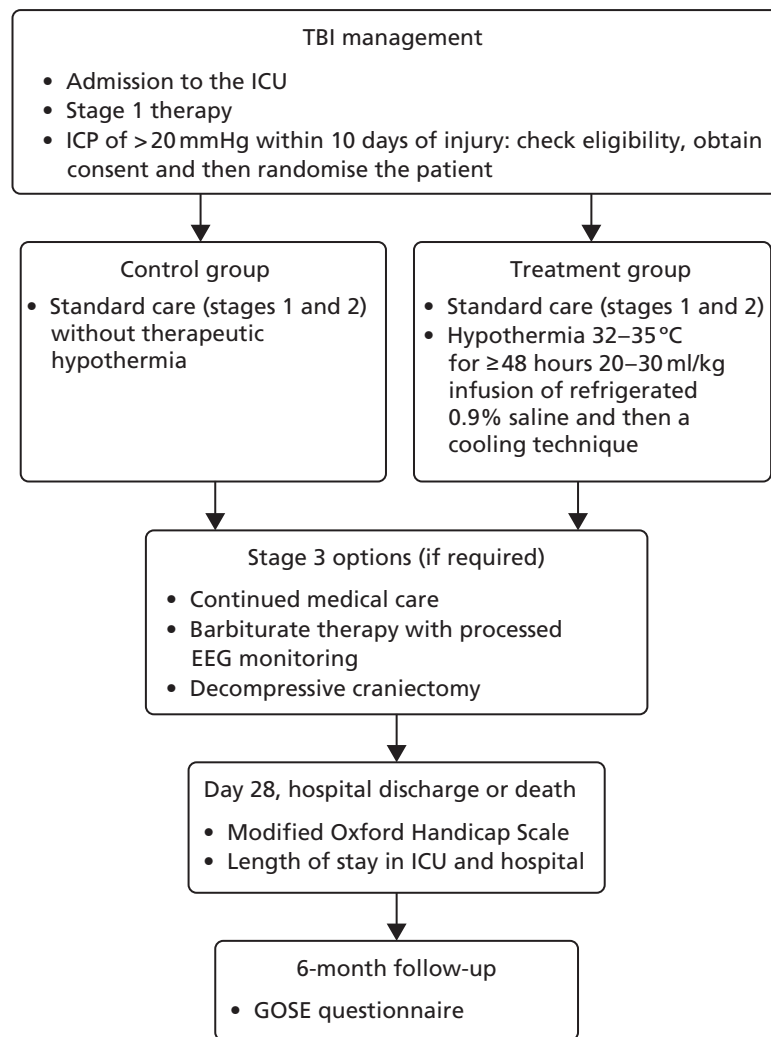 TBI management
• Admission to the ICU
• Stage 1 therapy
• ICP of >20 mmHg within 10 days of injury: check eligibility, obtain
consent and then randomise the patient
Control group
• Standard care (stages 1 and 2)
without therapeutic
hypothermia
Treatment group
• Standard care (stages 1 and 2)
• Hypothermia 32–35 °C
for ≥48 hours 20–30 ml/kg
infusion of refrigerated
0.9% saline and then a
cooling technique
Stage 3 options (if required)
• Continued medical care
• Barbiturate therapy with processed
EEG monitoring
• Decompressive craniectomy
Day 28, hospital discharge or death
• Modified Oxford Handicap Scale
• Length of stay in ICU and hospital
6-month follow-up
• GOSE questionnaire